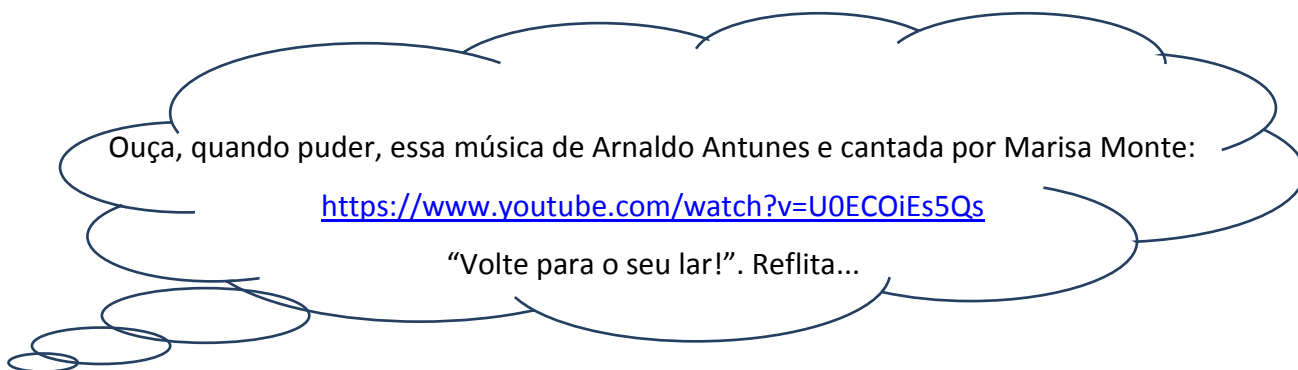 Ouça, quando puder, essa música de Arnaldo Antunes e cantada por Marisa Monte:
https://www.youtube.com/watch?v=U0ECOiEs5Qs
“Volte para o seu lar!”. Reflita...